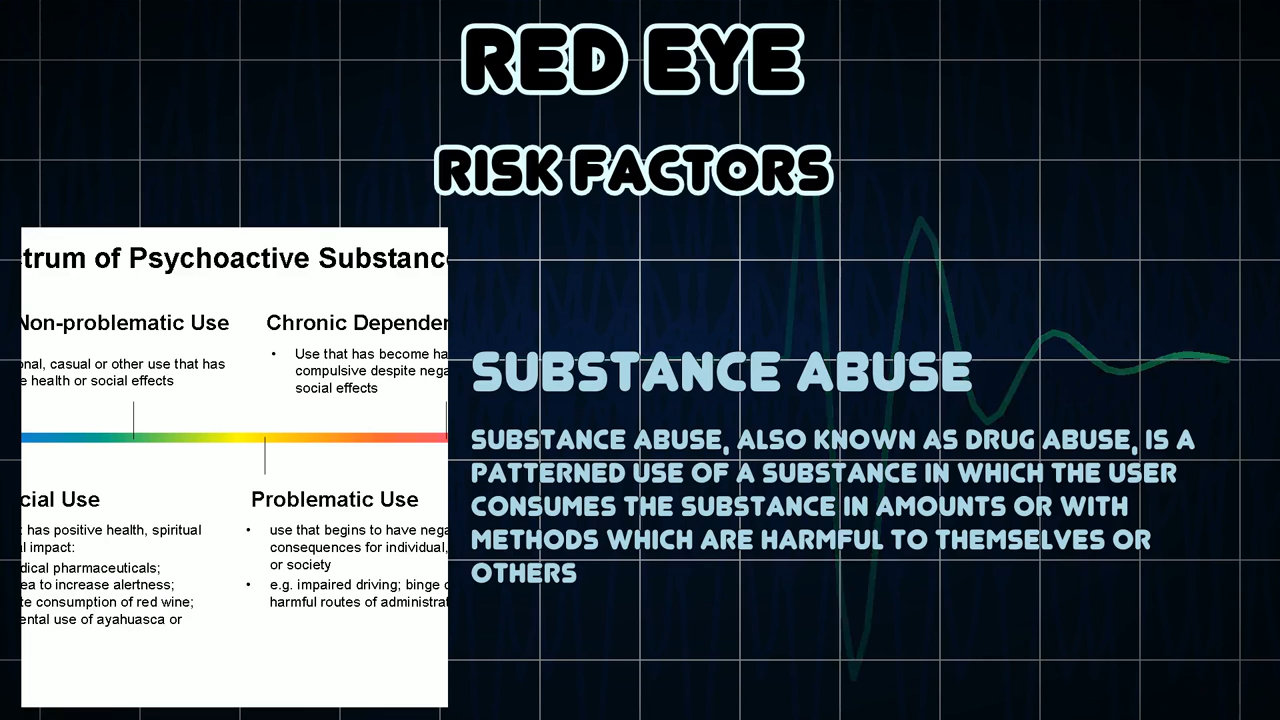 RED EYE
RISK FACTORS
trum of Psychoactive Substanc
Non-problematic Use
onal, casual or other use that has
e health or social effects
Chronic Dependen
• Use that has become ha
compulsive despite nega
social effects
cial Use
t has positive health, spiritual
l impact:
dical pharmaceuticals;
ea to increase alertness;
te consumption of red wine;
ental use of ayahuasca or
Problematic Use
• use that begins to have nega
consequences for individual,
or society
• e.g. impaired driving; binge c
harmful routes of administrat
SUBSTANCE ABUSE
SUBSTANCE ABUSE, ALSO KNOWN AS DRUG ABUSE, IS A
PATTERNED USE OF A SUBSTANCE IN WHICH THE USER
CONSUMES THE SUBSTANCE IN AMOUNTS OR WITH
METHODS WHICH ARE HARMFUL TO THEMSELVES OR
OTHERS